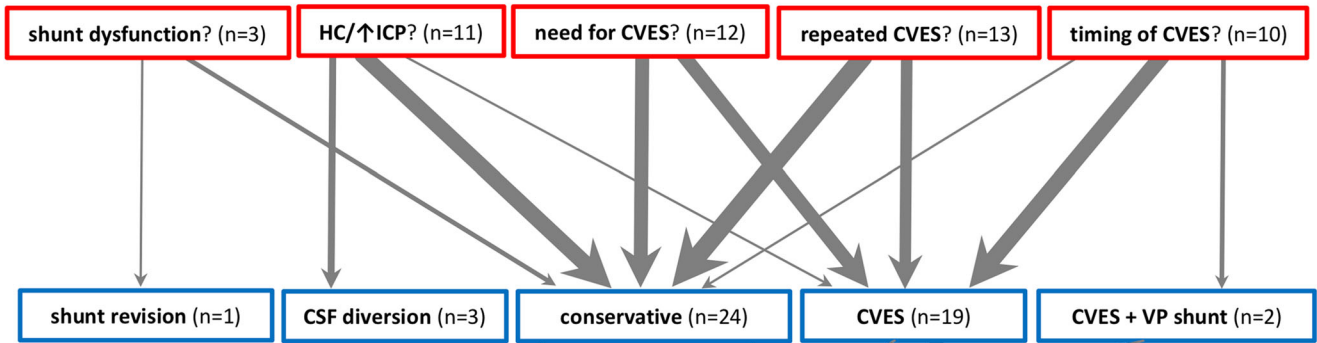 shunt dysfunction? (n=3)
HC/↑ICP? (n=11)
need for CVES? (n=12)
repeated CVES? (n=13)
timing of CVES? (n=10)
shunt revision (n=1)
CSF diversion (n=3)
conservative (n=24)
CVES (n=19)
CVES + VP shunt (n=2)